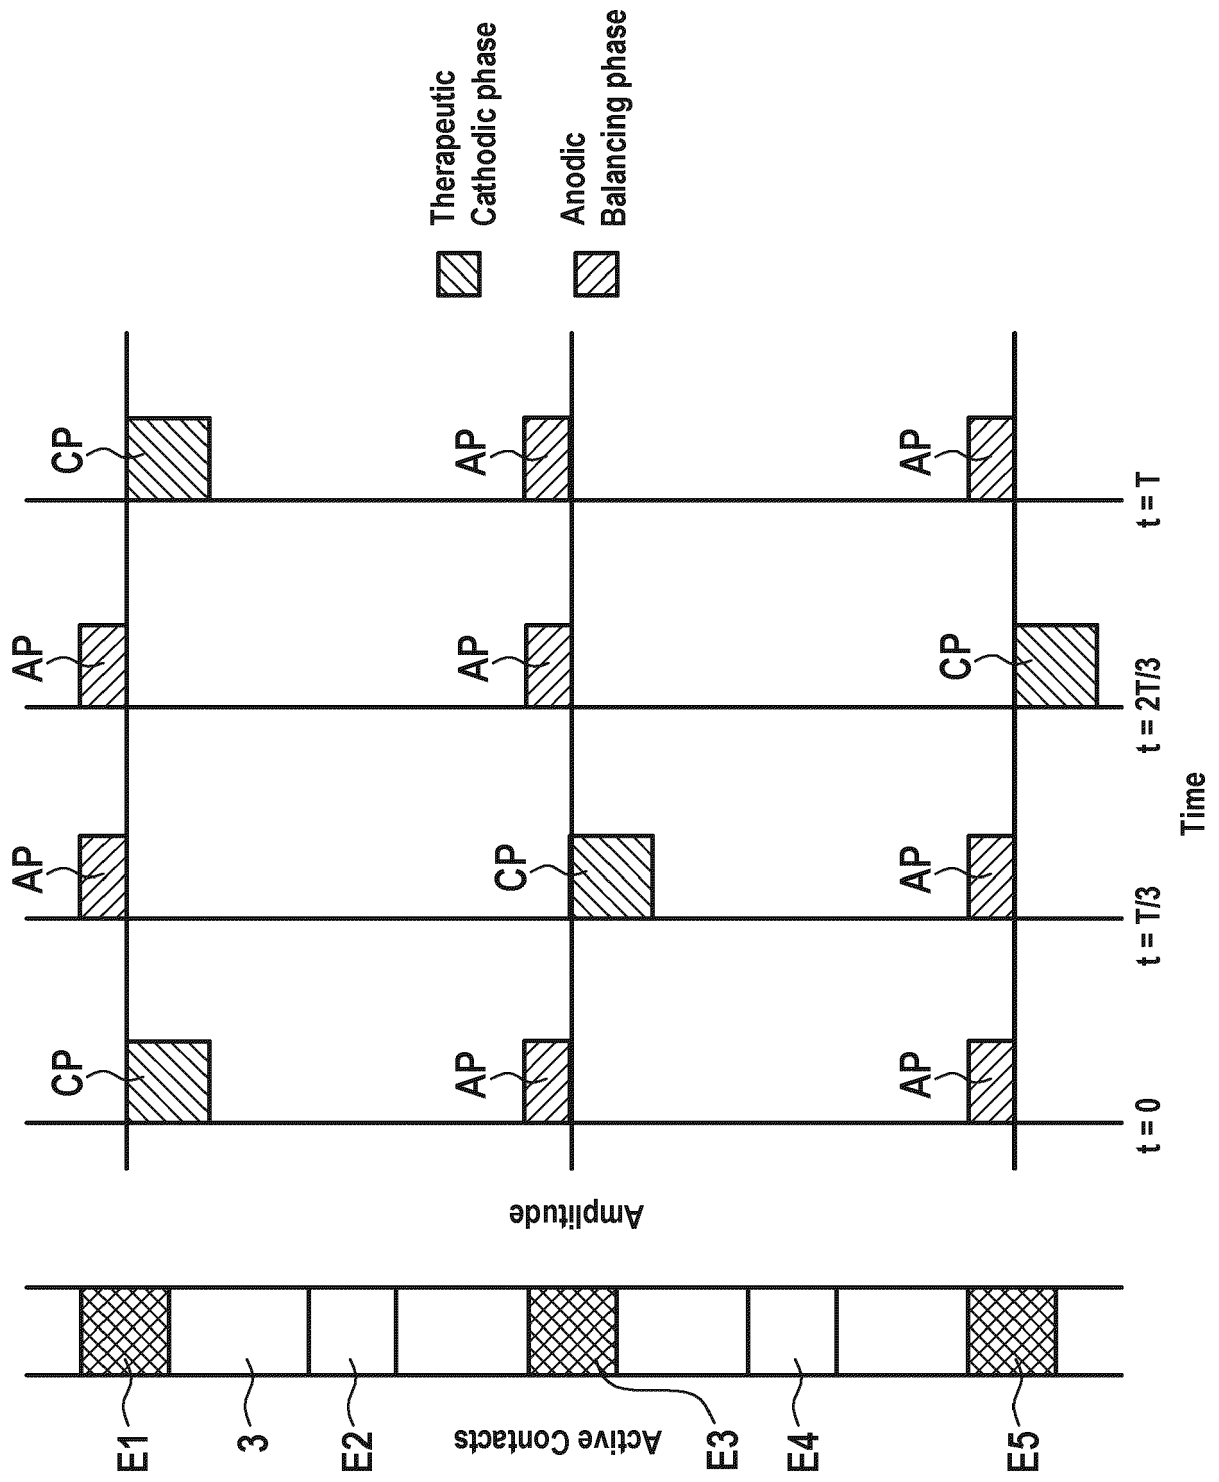 E1
3
E2
Active Contacts
E3
E4
E5
Amplitude
CP
AP
AP
CP
AP
CP
AP
AP
AP
AP
CP
AP
t = 0
t = T/3
t = 2T/3
t = T
Time
Therapeutic
Cathodic phase
Anodic
Balancing phase